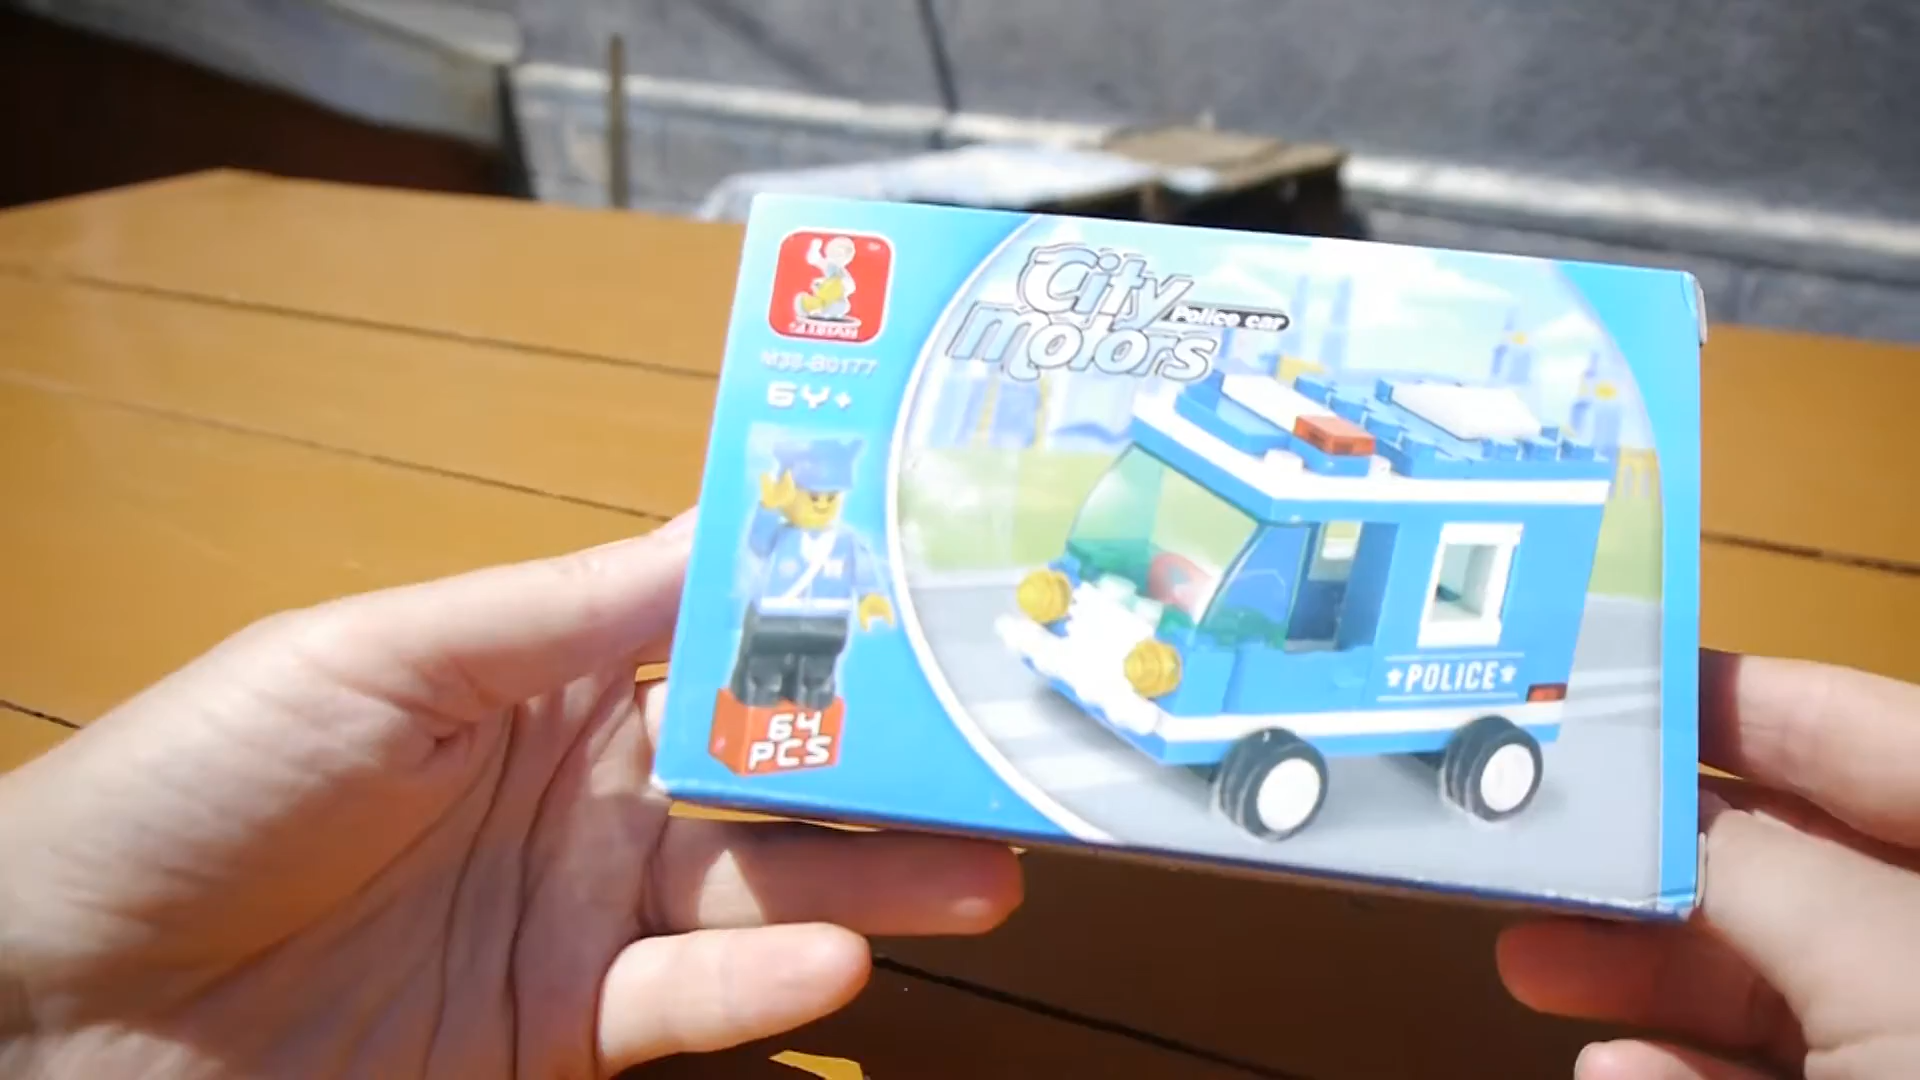 M38-B0177
6Y+
64
PCS
City
motors
Police car
POLICE